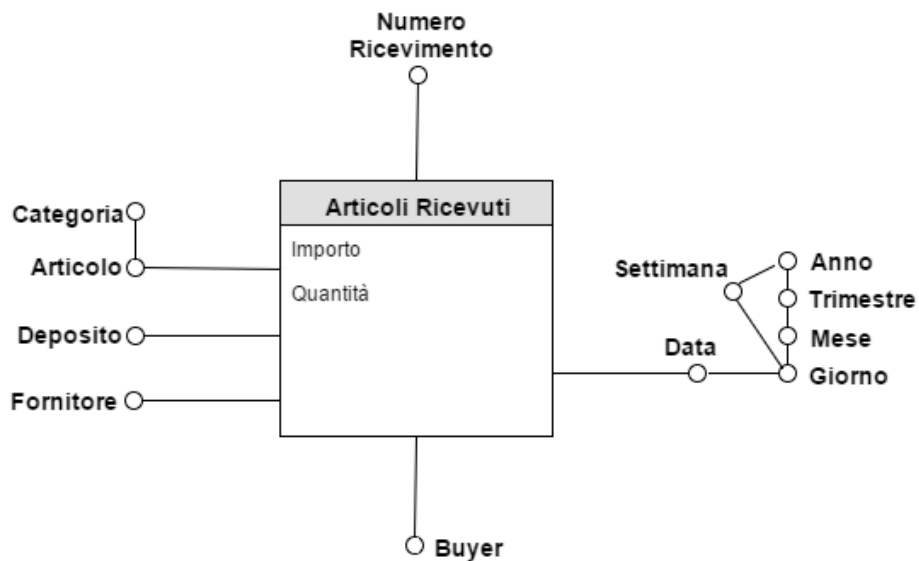 Numero
Ricevimento
Articoli Ricevuti
Importo
Quantità
Categoria
Articolo
Deposito
Fornitore
Settimana
Anno
Trimestre
Mese
Data
Giorno
Buyer